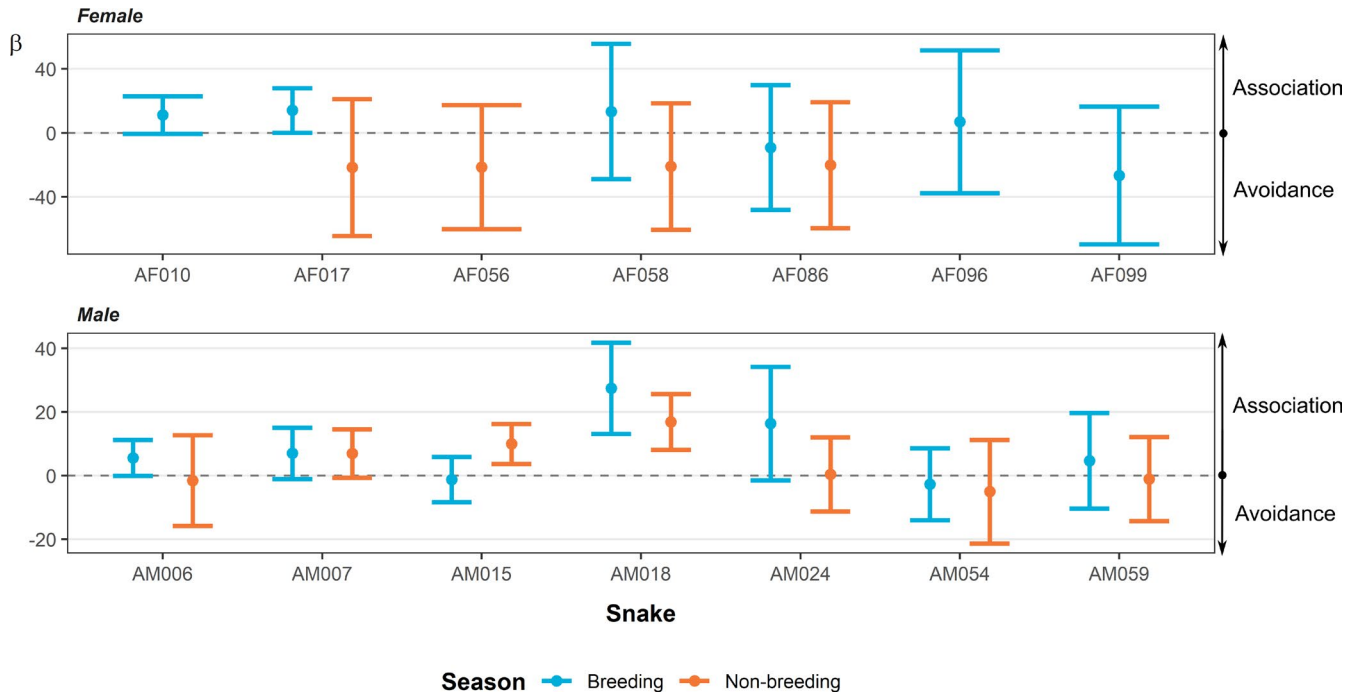 Female
β
40
0
-40
Association
Avoidance
AF010 AF017 AF056 AF058 AF086 AF096 AF099
Male
40
20
0
-20
Association
Avoidance
AM006 AM007 AM015 AM018 AM024 AM054 AM059
Snake
Season Breeding Non-breeding